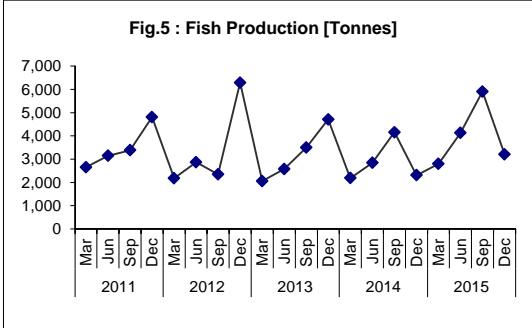 Fig.5 : Fish Production [Tonnes]
7,000
6,000
5,000
4,000
3,000
2,000
1,000
0
Mar Jun Sep Dec Mar Jun Sep Dec Mar Jun Sep Dec Mar Jun Sep Dec Mar Jun Sep Dec
2011 2012 2013 2014 2015